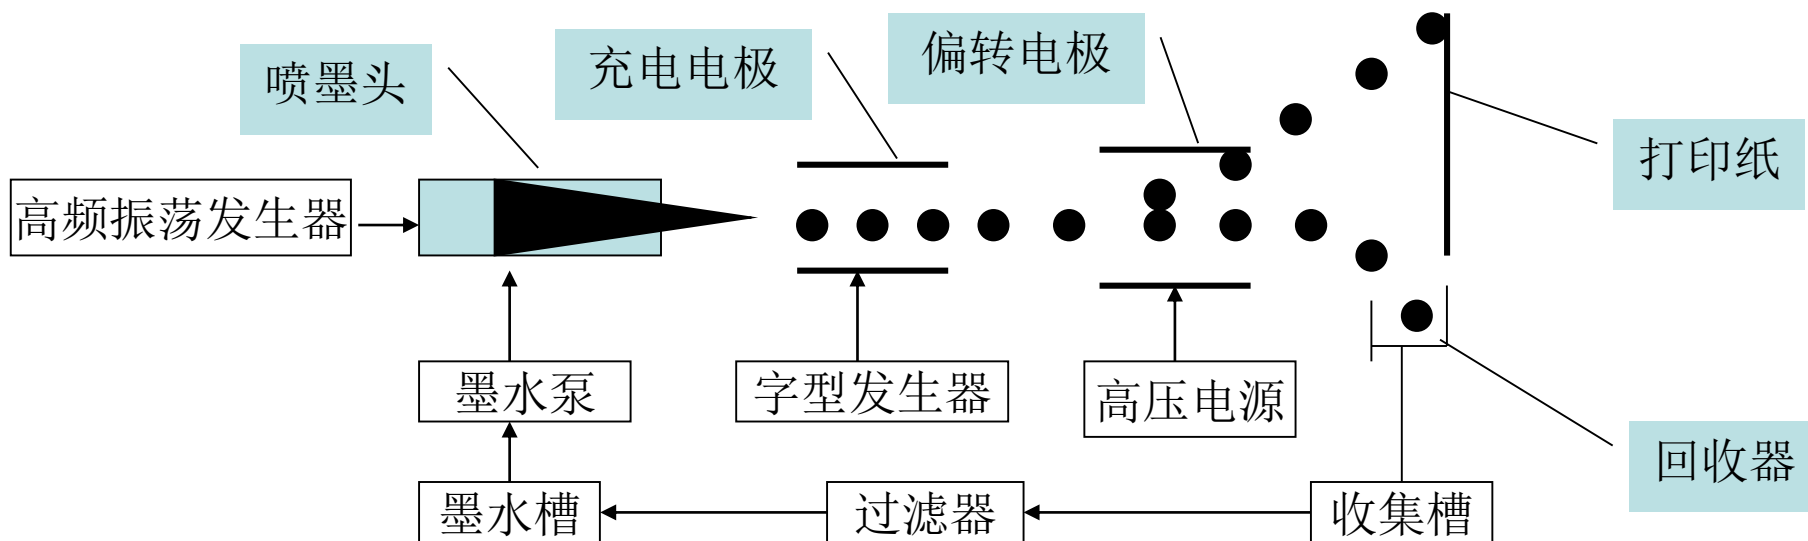 喷墨头
充电电极
偏转电极
打印纸
高频振荡发生器
墨水泵
字型发生器
高压电源
回收器
墨水槽
过滤器
收集槽